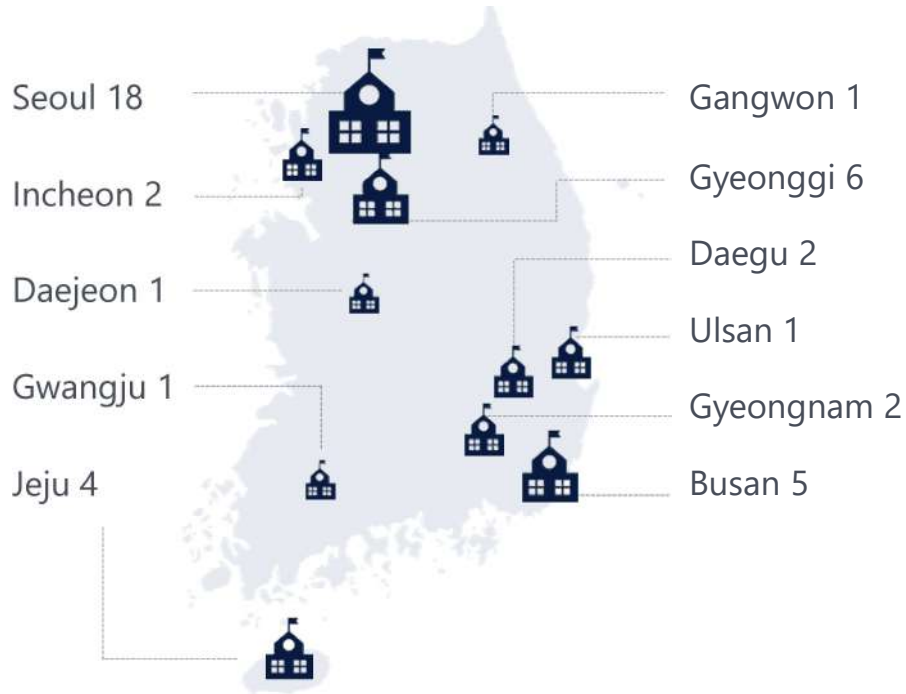 Seoul 18
Incheon 2
Daejeon 1
Gwangju 1
Jeju 4
Gangwon 1
Gyeonggi 6
Daegu 2
Ulsan 1
Gyeongnam 2
Busan 5